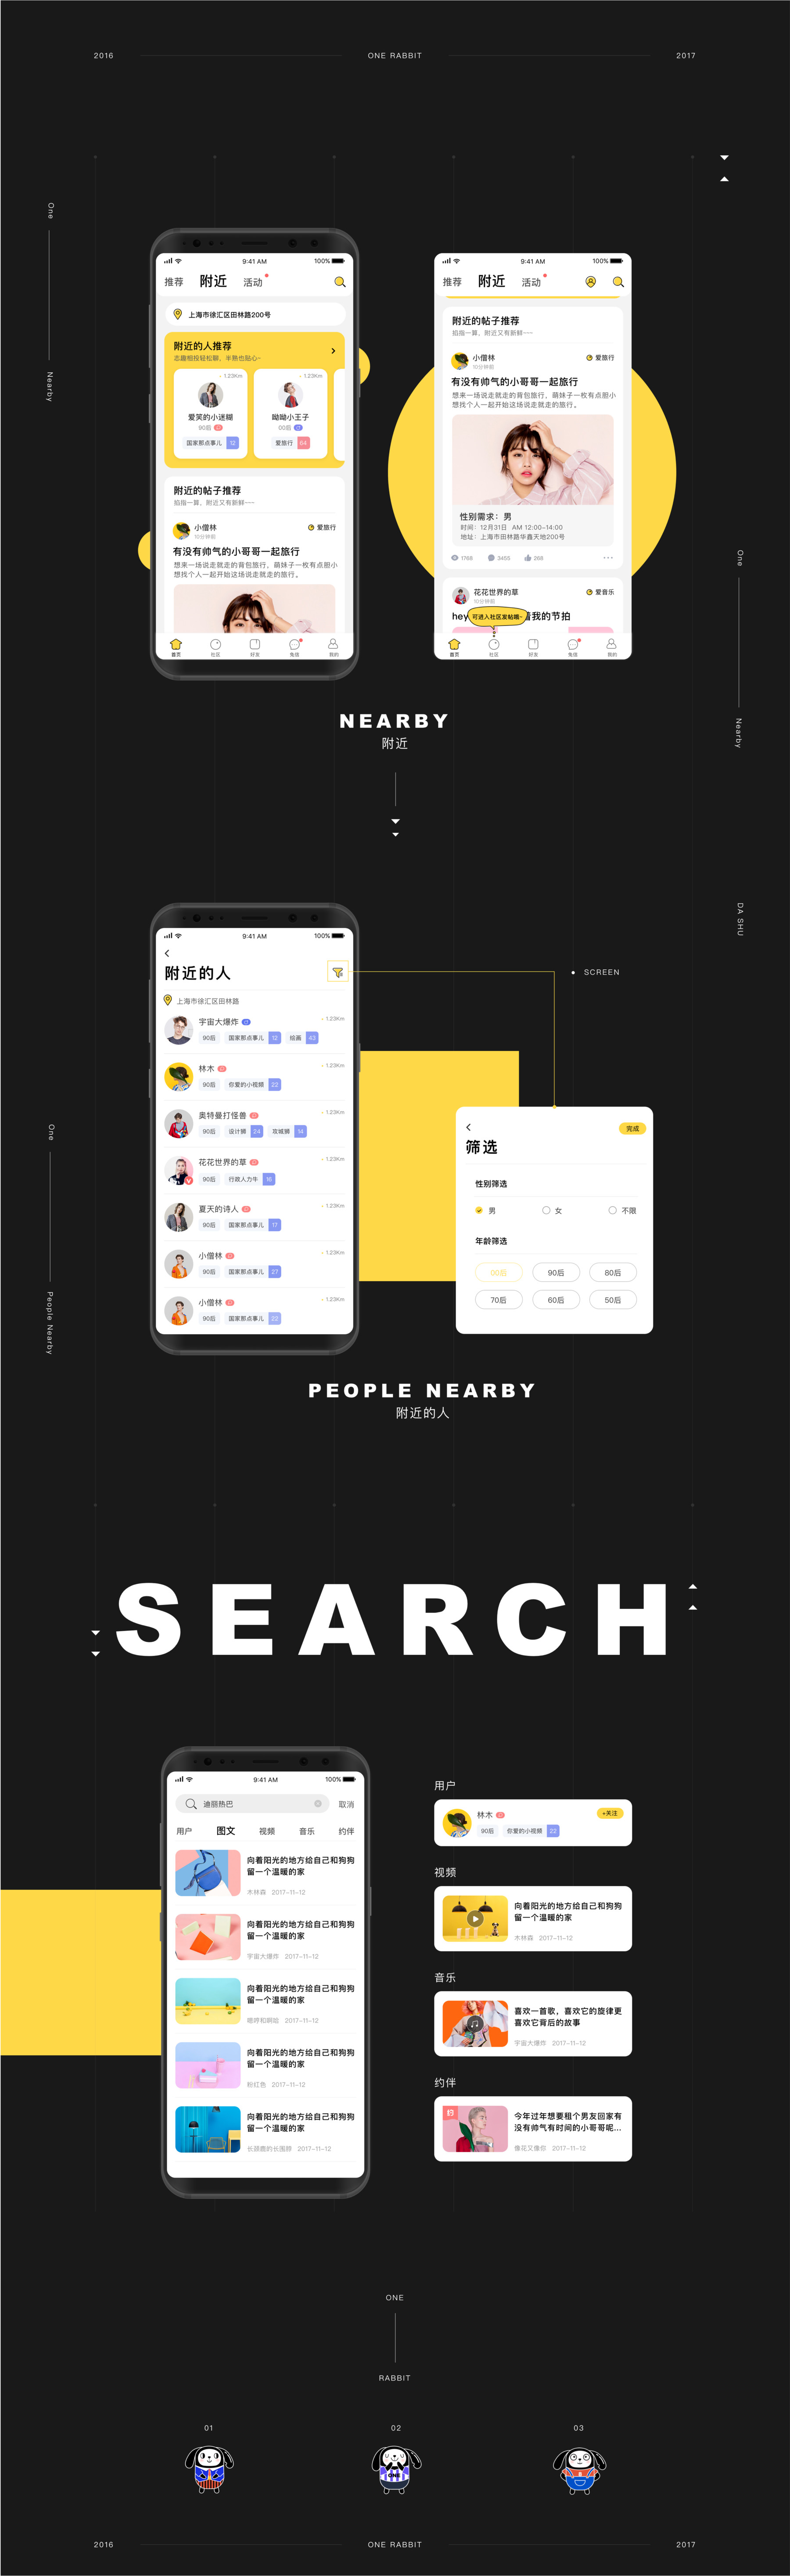 2016
ONE RABBIT
2017
One
Nearby
9:41 AM
100%
推荐
附近
活动
上海市徐汇区田林路200号
附近的人推荐
志趣相投轻松聊，半熟也贴心~
1.23Km
爱笑的小迷糊
90后
国家那点事儿 12
1.23Km
呦呦小王子
00后
爱旅行 64
附近的帖子推荐
掐指一算，附近又有新鲜~~
小僧林
10分钟前
爱旅行
有没有帅气的小哥哥一起旅行
想来一场说走就走的背包旅行，萌妹子一枚有点胆小
想找个人一起开始这场说走就走的旅行。
首页
社区
好友
兔信
我的
9:41 AM
100%
推荐
附近
活动
附近的帖子推荐
掐指一算，附近又有新鲜~~
小僧林
10分钟前
爱旅行
有没有帅气的小哥哥一起旅行
想来一场说走就走的背包旅行，萌妹子一枚有点胆小
想找个人一起开始这场说走就走的旅行。
性别需求：男
时间：12月31日 AM 12:00-14:00
地址：上海市田林路华鑫天地200号
1768
3455
268
花花世界的草
10分钟前
爱音乐
hey
可进入社区发帖哦~
着我的节拍
首页
社区
好友
兔信
我的
One
Nearby
NEARBY
附近
DA SHU
9:41 AM
100%
附近的人
上海市徐汇区田林路
宇宙大爆炸
1.23Km
90后 国家那点事儿 12 绘画 43
林木
1.23Km
90后 你爱的小视频 22
奥特曼打怪兽
1.23Km
90后 设计狮 24 攻城狮 14
花花世界的草
1.23Km
90后 行政人力牛 16
夏天的诗人
1.23Km
90后 国家那点事儿 17
小僧林
1.23Km
90后 国家那点事儿 27
小僧林
1.23Km
90后 国家那点事儿 22
SCREEN
完成
筛选
性别筛选
男
女
不限
年龄筛选
00后
90后
80后
70后
60后
50后
One
People Nearby
PEOPLE NEARBY
附近的人
SEARCH
9:41 AM
100%
迪丽热巴
取消
用户
图文
视频
音乐
约伴
向着阳光的地方给自己和狗狗
留一个温暖的家
木林森 2017-11-12
向着阳光的地方给自己和狗狗
留一个温暖的家
宇宙大爆炸 2017-11-12
向着阳光的地方给自己和狗狗
留一个温暖的家
2017-11-12
向着阳光的地方给自己和狗狗
留一个温暖的家
粉红色 2017-11-12
向着阳光的地方给自己和狗狗
留一个温暖的家
长颈鹿的长围脖 2017-11-12
用户
林木
+关注
90后 你爱的小视频 22
视频
向着阳光的地方给自己和狗狗
留一个温暖的家
木林森 2017-11-12
音乐
喜欢一首歌，喜欢它的旋律更
喜欢它背后的故事
宇宙大爆炸 2017-11-12
约伴
今年过年想要租个男友回家有
没有帅气有时间的小哥哥呢...
像花又像你 2017-11-12
ONE
RABBIT
01
02
03
2016
ONE RABBIT
2017